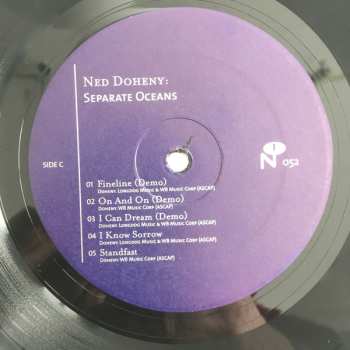 NED DOHENY:
SEPARATE OCEANS
SIDE C
N 052
01 Fineline (Demo)
DOHENY: LONGDOG MUSIC & WB MUSIC CORP (ASCAP)
02 On And On (Demo)
DOHENY: WB MUSIC CORP (ASCAP)
03 I Can Dream (Demo)
DOHENY: LONGDOG MUSIC & WB MUSIC CORP (ASCAP)
04 I Know Sorrow
DOHENY: LONGDOG MUSIC & WB MUSIC CORP (ASCAP)
05 Standfast
DOHENY: WB MUSIC CORP (ASCAP)